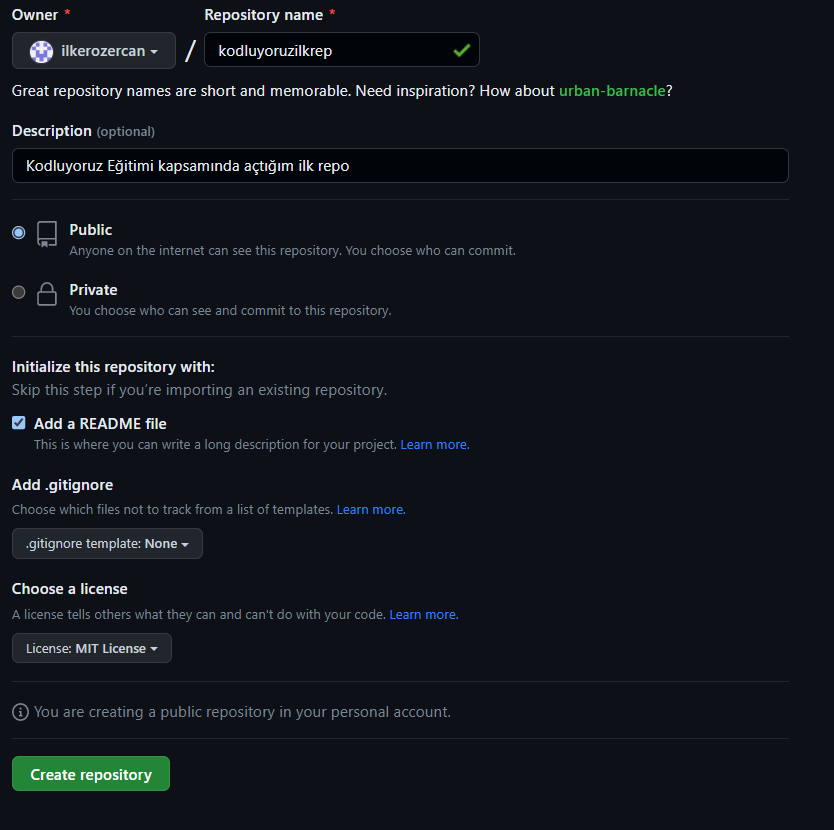 Owner * Repository name *
ilkerozercan / kodluyoruzilkrep
Great repository names are short and memorable. Need inspiration? How about urban-barnacle?
Description (optional)
Kodluyoruz Eğitimi kapsamında açtığım ilk repo
Public
Anyone on the internet can see this repository. You choose who can commit.
Private
You choose who can see and commit to this repository.
Initialize this repository with:
Skip this step if you’re importing an existing repository.
Add a README file
This is where you can write a long description for your project. Learn more.
Add .gitignore
Choose which files not to track from a list of templates. Learn more.
.gitignore template: None
Choose a license
A license tells others what they can and can't do with your code. Learn more.
License: MIT License
You are creating a public repository in your personal account.
Create repository